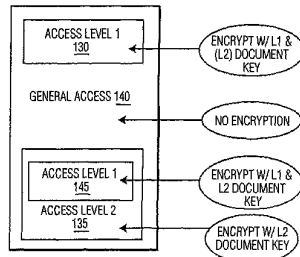 ACCESS LEVEL 1
130
ENCRYPT W/ L1 &
(L2) DOCUMENT
KEY
GENERAL ACCESS 140
NO ENCRYPTION
ACCESS LEVEL 1
145
ENCRYPT W/ L1 &
L2 DOCUMENT
KEY
ACCESS LEVEL 2
135
ENCRYPT W/ L2
DOCUMENT KEY